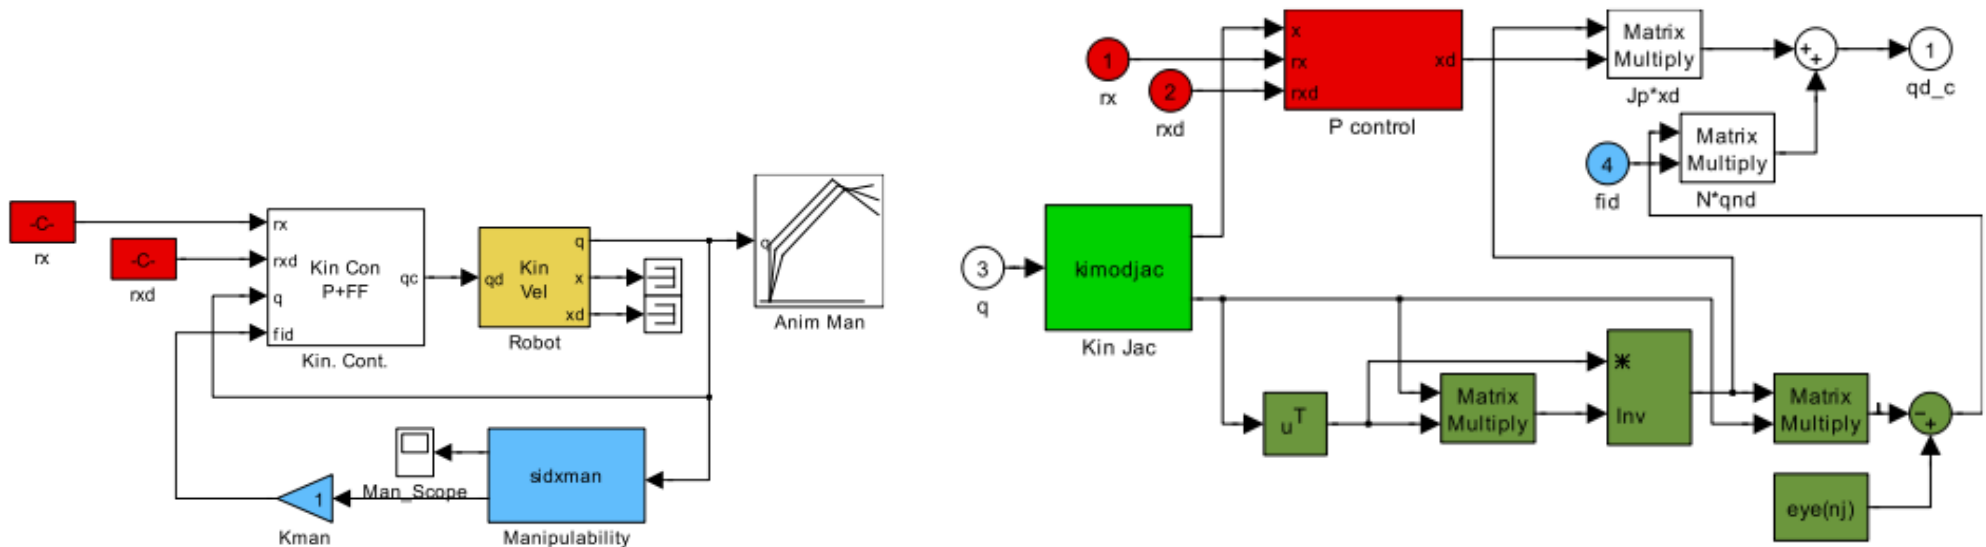 -C-
rx
-C-
rxd
rx
rxd
q
fid
Kin Con
P+FF
qc
Kin. Cont.
qd
Kin
Vel
q
x
xd
Robot
q
Anim Man
Man_Scope
sidxman
Manipulability
1
Kman
1
rx
2
rxd
x
rx
rxd
xd
P control
Matrix
Multiply
Jp*xd
+
+
1
qd_c
4
fid
Matrix
Multiply
N*qnd
3
q
kimodjac
Kin Jac
u^T
Matrix
Multiply
*
Inv
Matrix
Multiply
-
+
eye(nj)